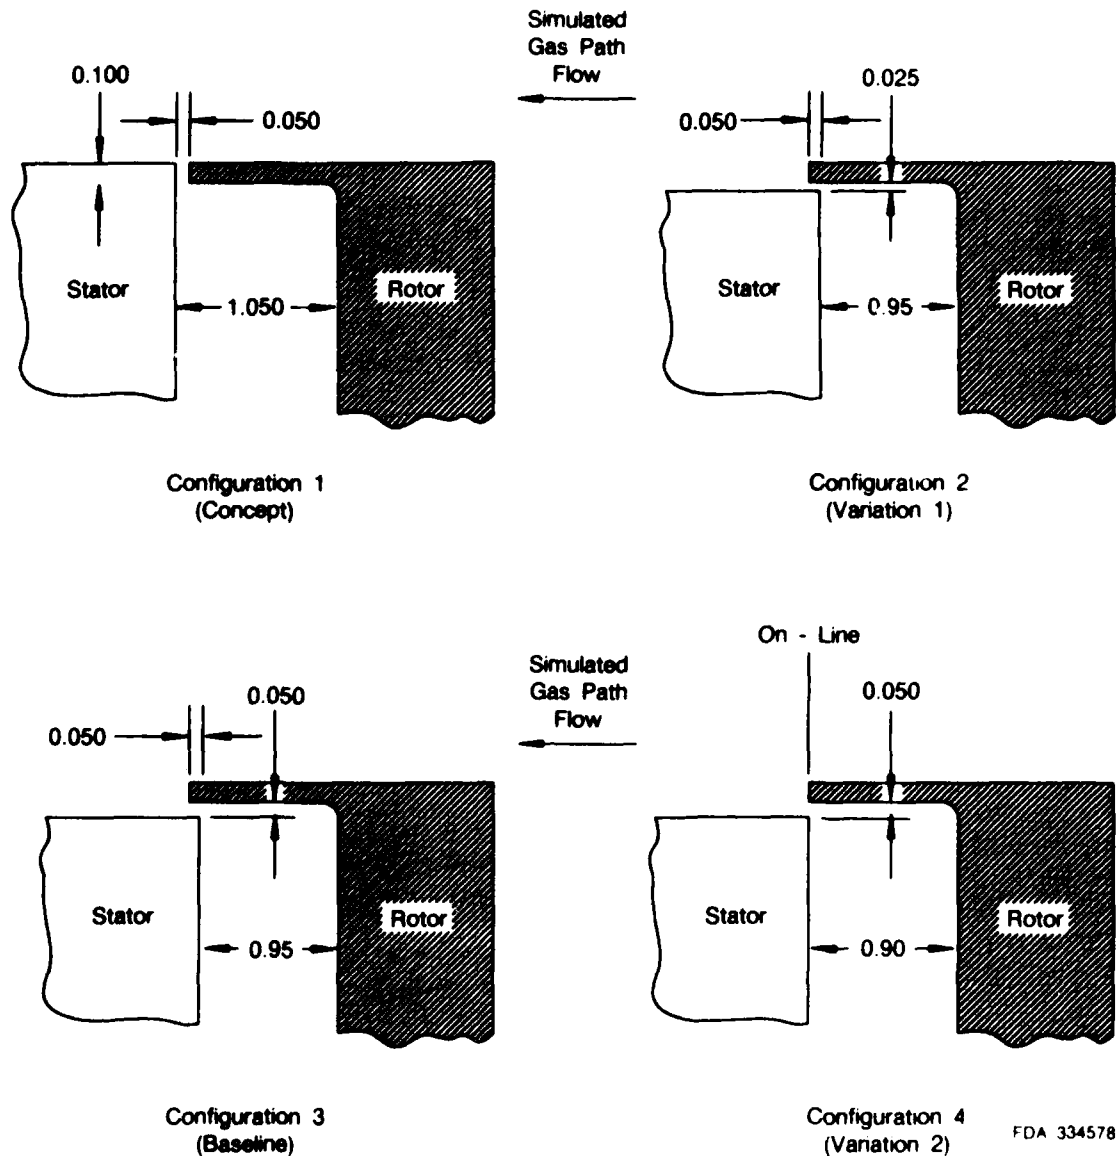 Simulated
Gas Path
Flow
0.100
0.050
Stator
1.050
Rotor
Configuration 1
(Concept)
0.025
0.050
Stator
0.95
Rotor
Configuration 2
(Variation 1)
Simulated
Gas Path
Flow
0.050
0.050
Stator
0.95
Rotor
Configuration 3
(Baseline)
On - Line
0.050
Stator
0.90
Rotor
Configuration 4
(Variation 2)
FDA 334578